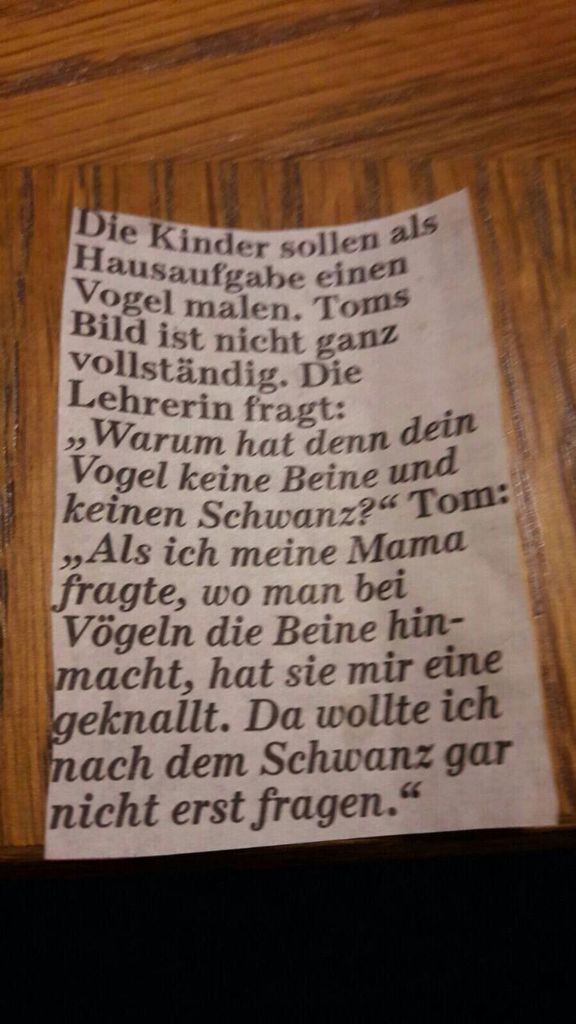 Die Kinder sollen als
Hausaufgabe einen
Vogel malen. Toms
Bild ist nicht ganz
vollständig. Die
Lehrerin fragt:
„Warum hat denn dein
Vogel keine Beine und
keinen Schwanz?“ Tom:
„Als ich meine Mama
fragte, wo man bei
Vögeln die Beine hin-
macht, hat sie mir eine
geknallt. Da wollte ich
nach dem Schwanz gar
nicht erst fragen.“